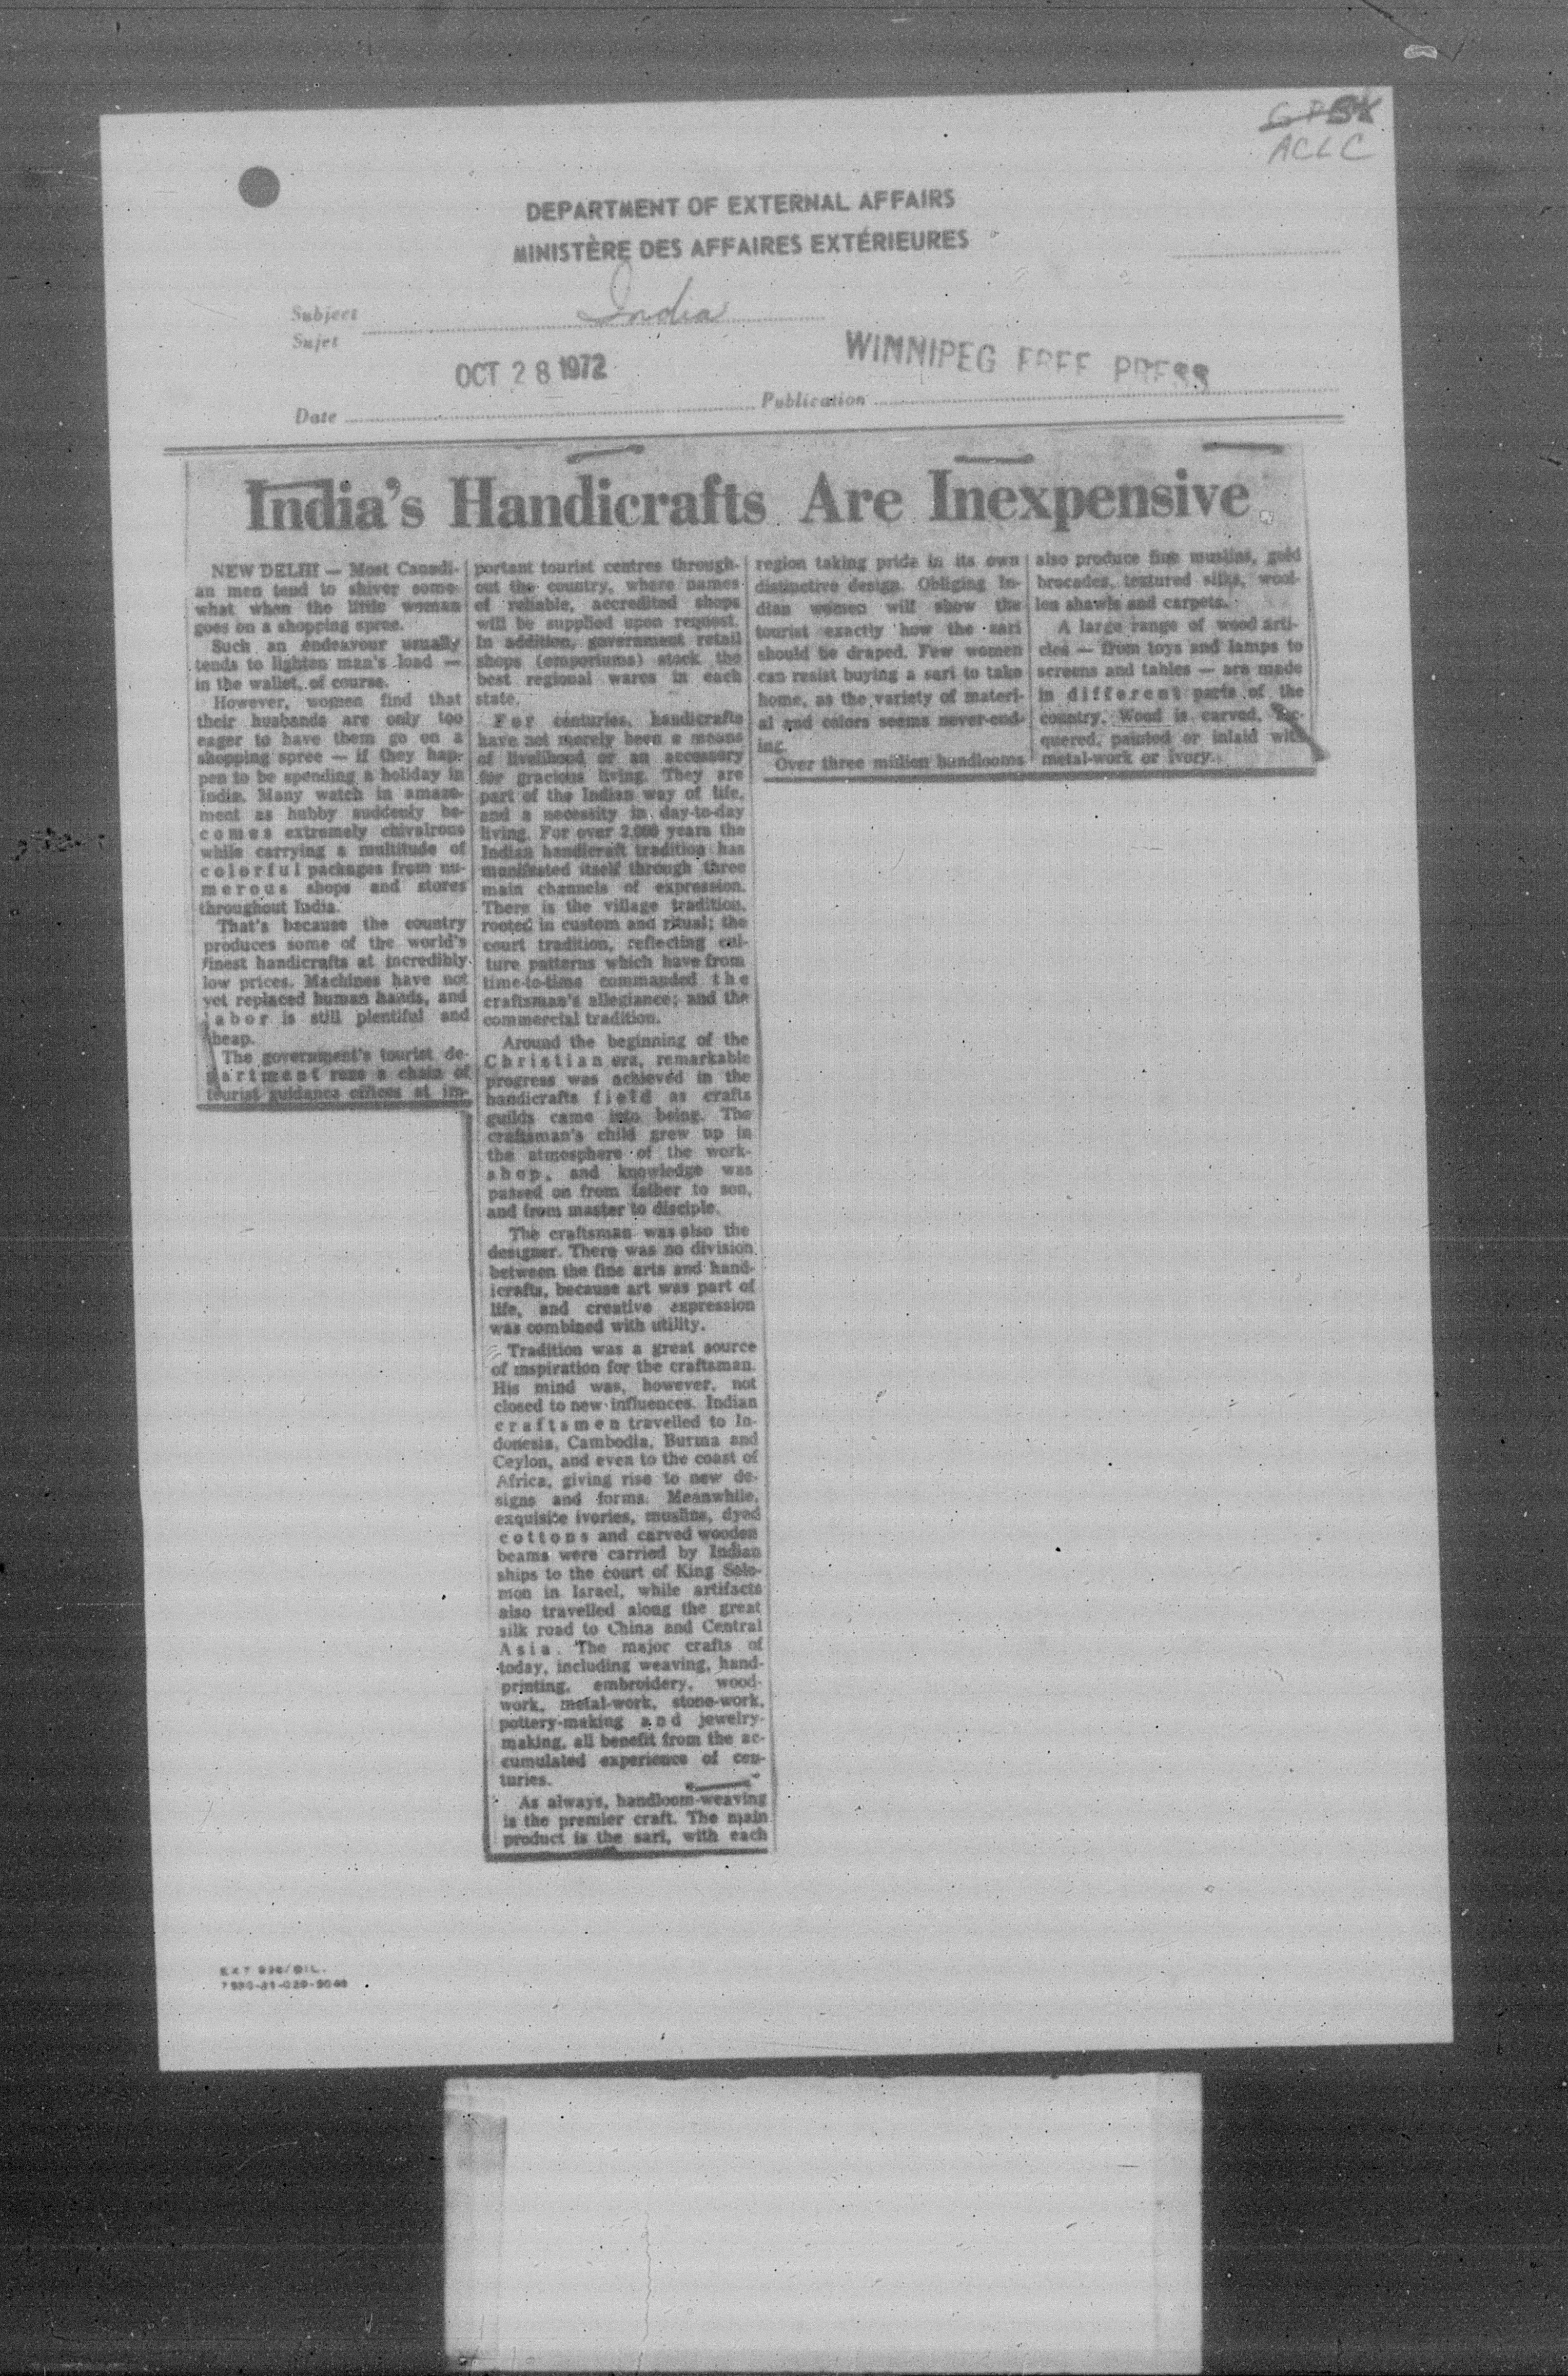 ACLC
DEPARTMENT OF EXTERNAL AFFAIRS
MINISTÈRE DES AFFAIRES EXTÉRIEURES
Subject
Sujet
India
OCT 28 1972
WINNIPEG FREE PRESS
Date
Publication
India's Handicrafts Are Inexpensive
NEW DELHI — Most Canadi-
an men tend to shiver some-
what when the little woman
goes on a shopping spree.
Such an endeavour usually
tends to lighten man's load —
in the wallet, of course.
However, women find that
their husbands are only too
eager to have them go on a
shopping spree — if they hap-
pen to be spending a holiday in
India. Many watch in amaze-
ment as hubby suddenly be-
comes extremely chivalrous
while carrying a multitude of
colorful packages from nu-
merous shops and stores
throughout India.
That's because the country
produces some of the world's
finest handicrafts at incredibly
low prices. Machines have not
yet replaced human hands, and
labor is still plentiful and
cheap.
The government's tourist de-
partment runs a chain of
tourist guidance offices at im-
portant tourist centres through-
out the country, where names
of reliable, accredited shops
will be supplied upon request.
In addition, government retail
shops (emporiums) stock the
best regional wares in each
state.
For centuries, handicrafts
have not merely been a means
of livelihood or an accessory
for gracious living. They are
part of the Indian way of life,
and a necessity in day-to-day
living. For over 2,000 years the
Indian handicraft tradition has
manifested itself through three
main channels of expression.
There is the village tradition,
rooted in custom and ritual; the
court tradition, reflecting cul-
ture patterns which have from
time-to-time commanded the
craftsman's allegiance; and the
commercial tradition.
Around the beginning of the
Christian era, remarkable
progress was achieved in the
handicrafts field as crafts
guilds came into being. The
craftsman's child grew up in
the atmosphere of the work-
shop, and knowledge was
passed on from father to son,
and from master to disciple.
The craftsman was also the
designer. There was no division
between the fine arts and hand-
icrafts, because art was part of
life, and creative expression
was combined with utility.
Tradition was a great source
of inspiration for the craftsman.
His mind was, however, not
closed to new influences. Indian
craftsmen travelled to In-
donesia, Cambodia, Burma and
Ceylon, and even to the coast of
Africa, giving rise to new de-
signs and forms. Meanwhile,
exquisite ivories, muslins, dyed
cottons and carved wooden
beams were carried by Indian
ships to the court of King Solo-
mon in Israel, while artifacts
also travelled along the great
silk road to China and Central
Asia. The major crafts of
today, including weaving, hand-
printing, embroidery, wood-
work, metal-work, stone-work,
pottery-making and jewelry-
making, all benefit from the ac-
cumulated experience of cen-
turies.
As always, handloom-weaving
is the premier craft. The main
product is the sari, with each
region taking pride in its own
distinctive design. Obliging In-
dian women will show the
tourist exactly how the sari
should be draped. Few women
can resist buying a sari to take
home, as the variety of materi-
al and colors seems never-end-
ing.
Over three million handlooms
also produce fine muslins, gold
brocades, textured silks, wool-
len shawls and carpets.
A large range of wood arti-
cles — from toys and lamps to
screens and tables — are made
in different parts of the
country. Wood is carved, lac-
quered, painted or inlaid with
metal-work or ivory.